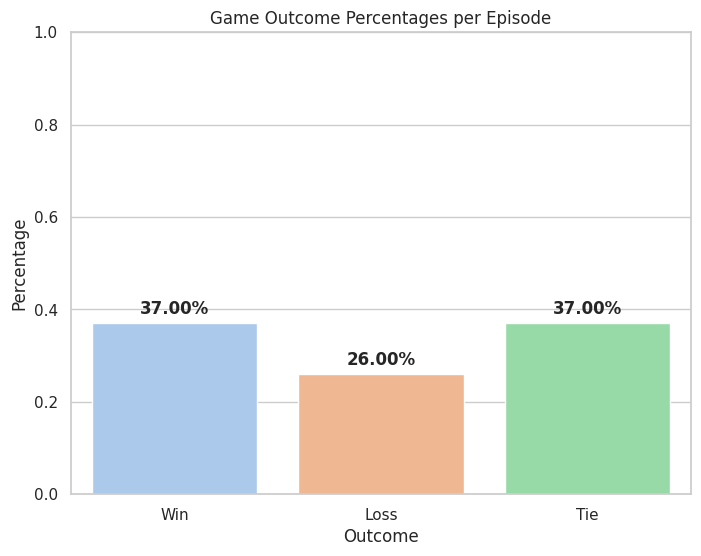 Game Outcome Percentages per Episode
1.0
0.8
0.6
0.4
0.2
0.0
Percentage
37.00%
26.00%
37.00%
Win Loss Tie
Outcome